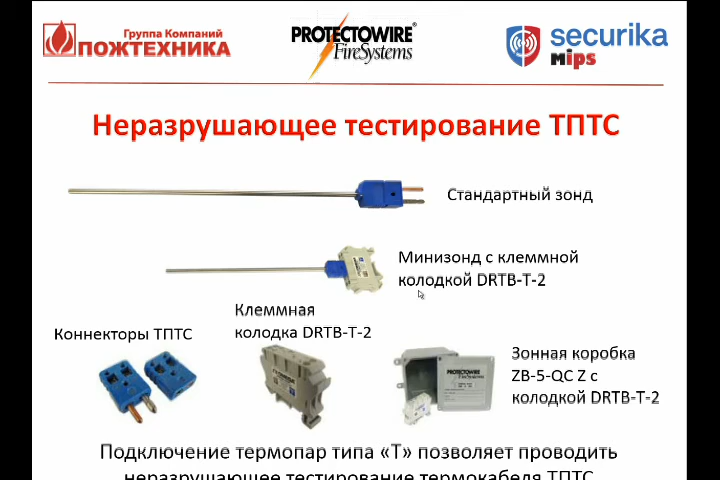 Группа Компаний
ПОЖТЕХНИКА
PROTECTOWIRE®
FireSystems
securika
Mips
Неразрушающее тестирование ТПТС
Стандартный зонд
Минизонд с клеммной
колодкой DRTB-T-2
Клеммная
колодка DRTB-T-2
Коннекторы ТПТС
PROTECTOWIRE
FireSystems
Зонная коробка
ZB-5-QC Z с
колодкой DRTB-T-2
Подключение термопар типа «Т» позволяет проводить
неразрушающее тестирование термокабеля ТПТС